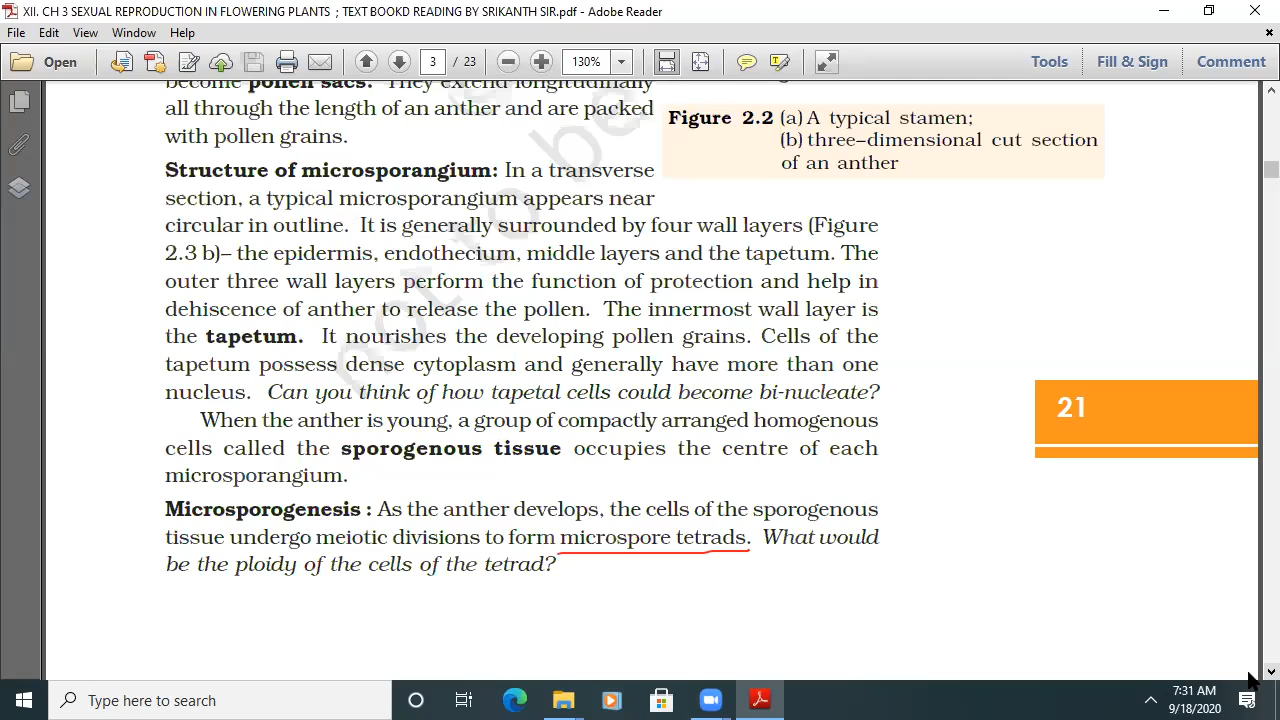 XII. CH 3 SEXUAL REPRODUCTION IN FLOWERING PLANTS ; TEXT BOOKD READING BY SRIKANTH SIR.pdf - Adobe Reader
File Edit View Window Help
Open 3 / 23 130% Tools Fill & Sign Comment
become pollen sacs. They extend longitudinally
all through the length of an anther and are packed
with pollen grains.
Figure 2.2 (a) A typical stamen;
(b) three–dimensional cut section
of an anther
Structure of microsporangium: In a transverse
section, a typical microsporangium appears near
circular in outline. It is generally surrounded by four wall layers (Figure
2.3 b)– the epidermis, endothecium, middle layers and the tapetum. The
outer three wall layers perform the function of protection and help in
dehiscence of anther to release the pollen. The innermost wall layer is
the tapetum. It nourishes the developing pollen grains. Cells of the
tapetum possess dense cytoplasm and generally have more than one
nucleus. Can you think of how tapetal cells could become bi-nucleate?
When the anther is young, a group of compactly arranged homogenous
cells called the sporogenous tissue occupies the centre of each
microsporangium.
Microsporogenesis : As the anther develops, the cells of the sporogenous
tissue undergo meiotic divisions to form microspore tetrads. What would
be the ploidy of the cells of the tetrad?
21
not to be
Type here to search
7:31 AM
9/18/2020